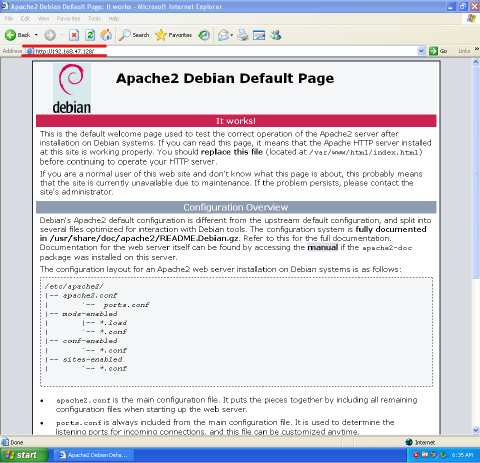 Apache2 Debian Default Page: It works - Microsoft Internet Explorer
File Edit View Favorites Tools Help
Back Search Favorites
Address http://192.168.47.128/ Go Links
debian
Apache2 Debian Default Page
It works!
This is the default welcome page used to test the correct operation of the Apache2 server after
installation on Debian systems. If you can read this page, it means that the Apache HTTP server installed
at this site is working properly. You should replace this file (located at /var/www/html/index.html)
before continuing to operate your HTTP server.
If you are a normal user of this web site and don't know what this page is about, this probably means
that the site is currently unavailable due to maintenance. If the problem persists, please contact the
site's administrator.
Configuration Overview
Debian's Apache2 default configuration is different from the upstream default configuration, and split into
several files optimized for interaction with Debian tools. The configuration system is fully documented
in /usr/share/doc/apache2/README.Debian.gz. Refer to this for the full documentation.
Documentation for the web server itself can be found by accessing the manual if the apache2-doc
package was installed on this server.
The configuration layout for an Apache2 web server installation on Debian systems is as follows:
/etc/apache2/
|-- apache2.conf
|       `--  ports.conf
|-- mods-enabled
|       |-- *.load
|       `-- *.conf
|-- conf-enabled
|       `-- *.conf
|-- sites-enabled
|       `-- *.conf
• apache2.conf is the main configuration file. It puts the pieces together by including all remaining
configuration files when starting up the web server.
• ports.conf is always included from the main configuration file. It is used to determine the
listening ports for incoming connections, and this file can be customized anytime.
Done Internet
start Apache2 Debian Defa... 6:35 AM